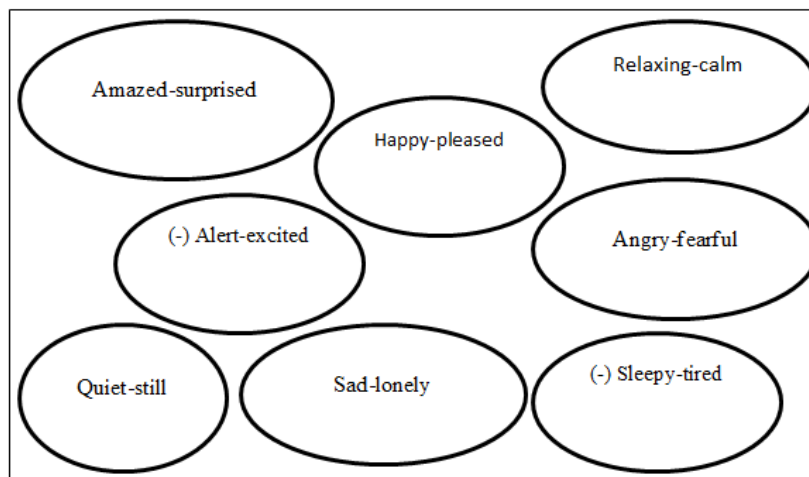 Amazed-surprised
Relaxing-calm
Happy-pleased
(-) Alert-excited
Angry-fearful
Quiet-still
Sad-lonely
(-) Sleepy-tired